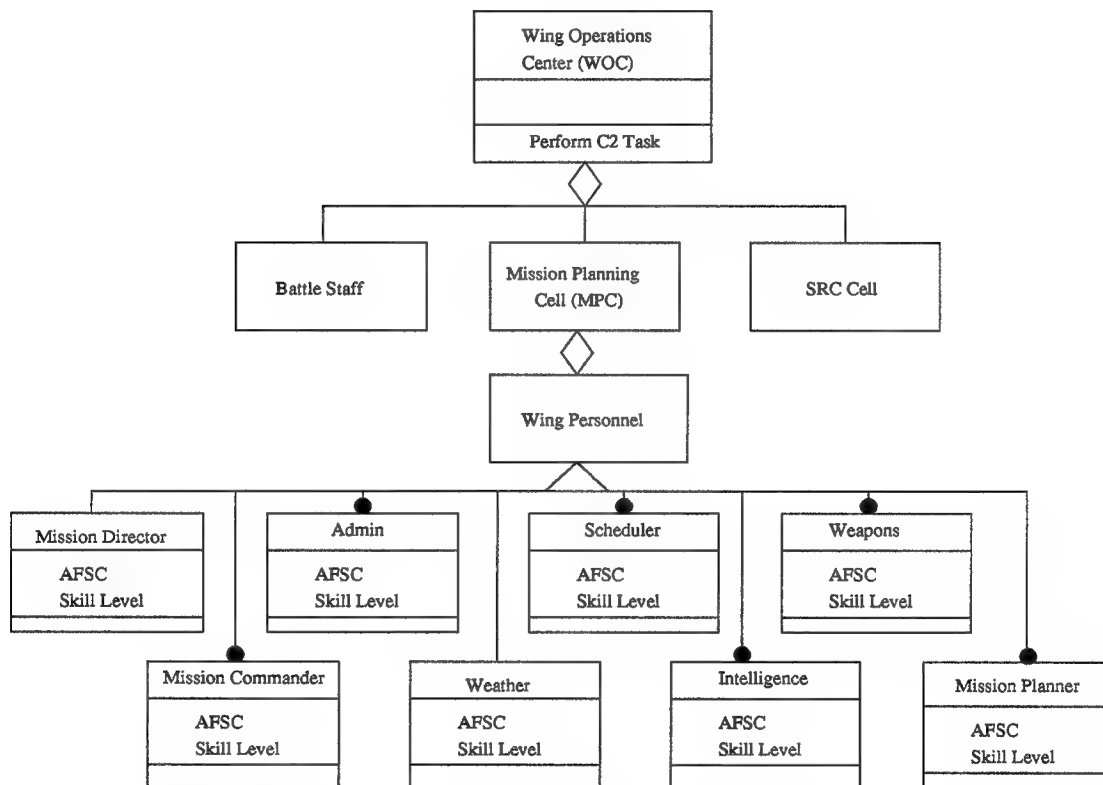 Wing Operations
Center (WOC)
Perform C2 Task
Battle Staff
Mission Planning
Cell (MPC)
SRC Cell
Wing Personnel
Mission Director
AFSC
Skill Level
Admin
AFSC
Skill Level
Scheduler
AFSC
Skill Level
Weapons
AFSC
Skill Level
Mission Commander
AFSC
Skill Level
Weather
AFSC
Skill Level
Intelligence
AFSC
Skill Level
Mission Planner
AFSC
Skill Level